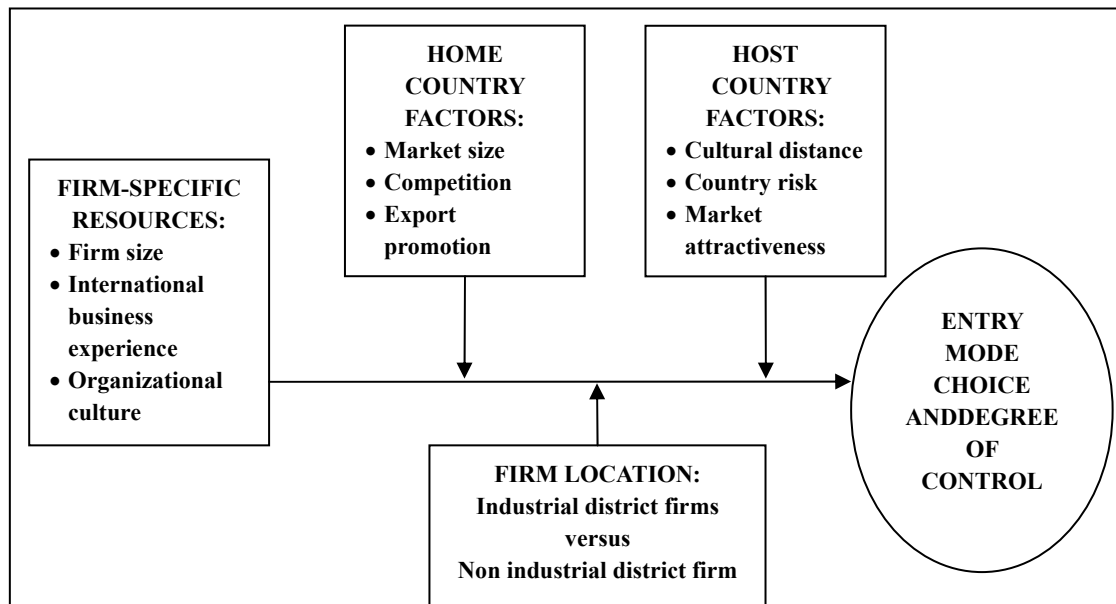 HOME
COUNTRY
FACTORS:
• Market size
• Competition
• Export
promotion
HOST
COUNTRY
FACTORS:
• Cultural distance
• Country risk
• Market
attractiveness
FIRM-SPECIFIC
RESOURCES:
• Firm size
• International
business
experience
• Organizational
culture
ENTRY
MODE
CHOICE
ANDDEGREE
OF
CONTROL
FIRM LOCATION:
Industrial district firms
versus
Non industrial district firm